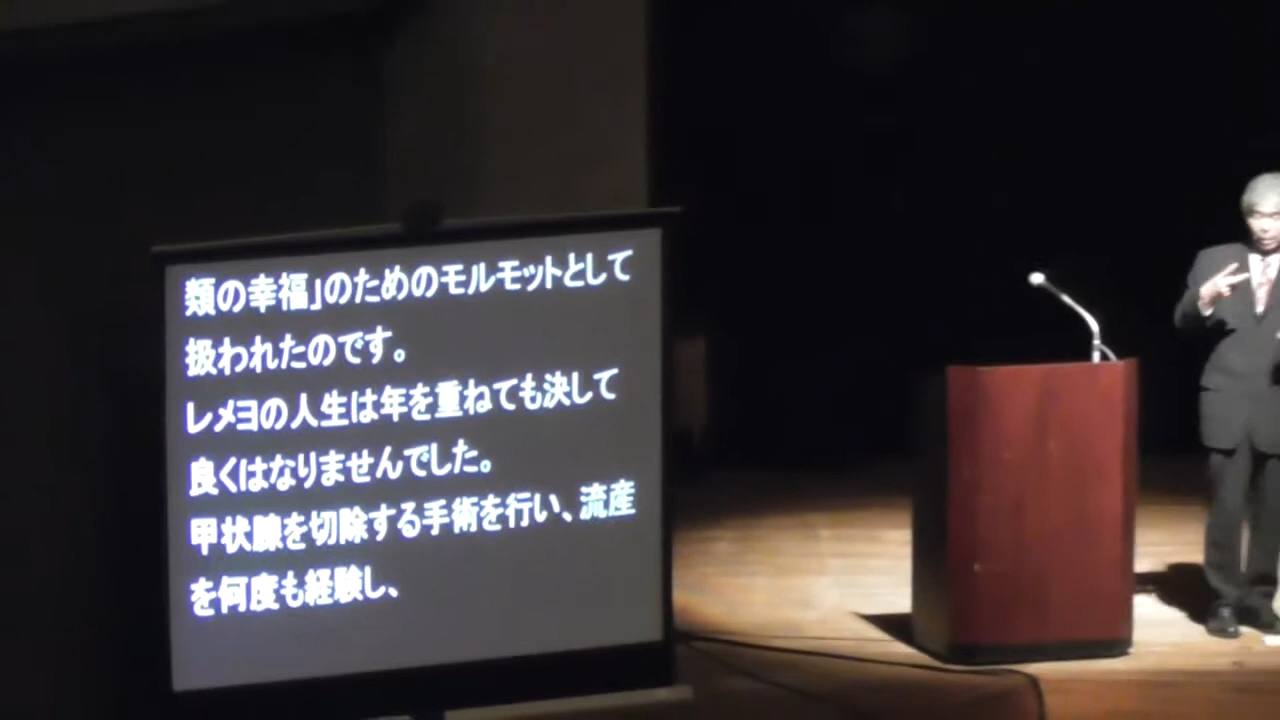 類の幸福」のためのモルモットとして
扱われたのです。
レメヨの人生は年を重ねても決して
良くはなりませんでした。
甲状腺を切除する手術を行い、流産
を何度も経験し、